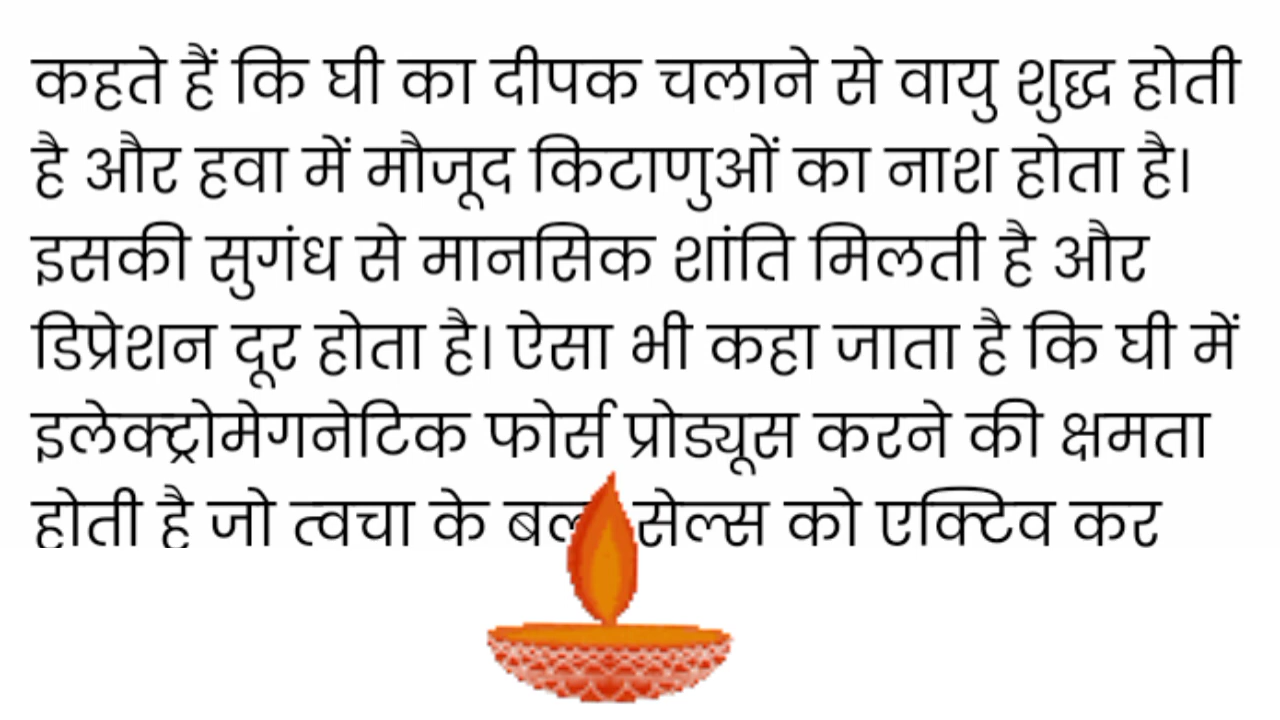 कहते हैं कि घी का दीपक चलाने से वायु शुद्ध होती
है और हवा में मौजूद किटाणुओं का नाश होता है।
इसकी सुगंध से मानसिक शांति मिलती है और
डिप्रेशन दूर होता है। ऐसा भी कहा जाता है कि घी में
इलेक्ट्रोमेगनेटिक फोर्स प्रोड्यूस करने की क्षमता
होती है जो त्वचा के सेल्स को एक्टिव कर